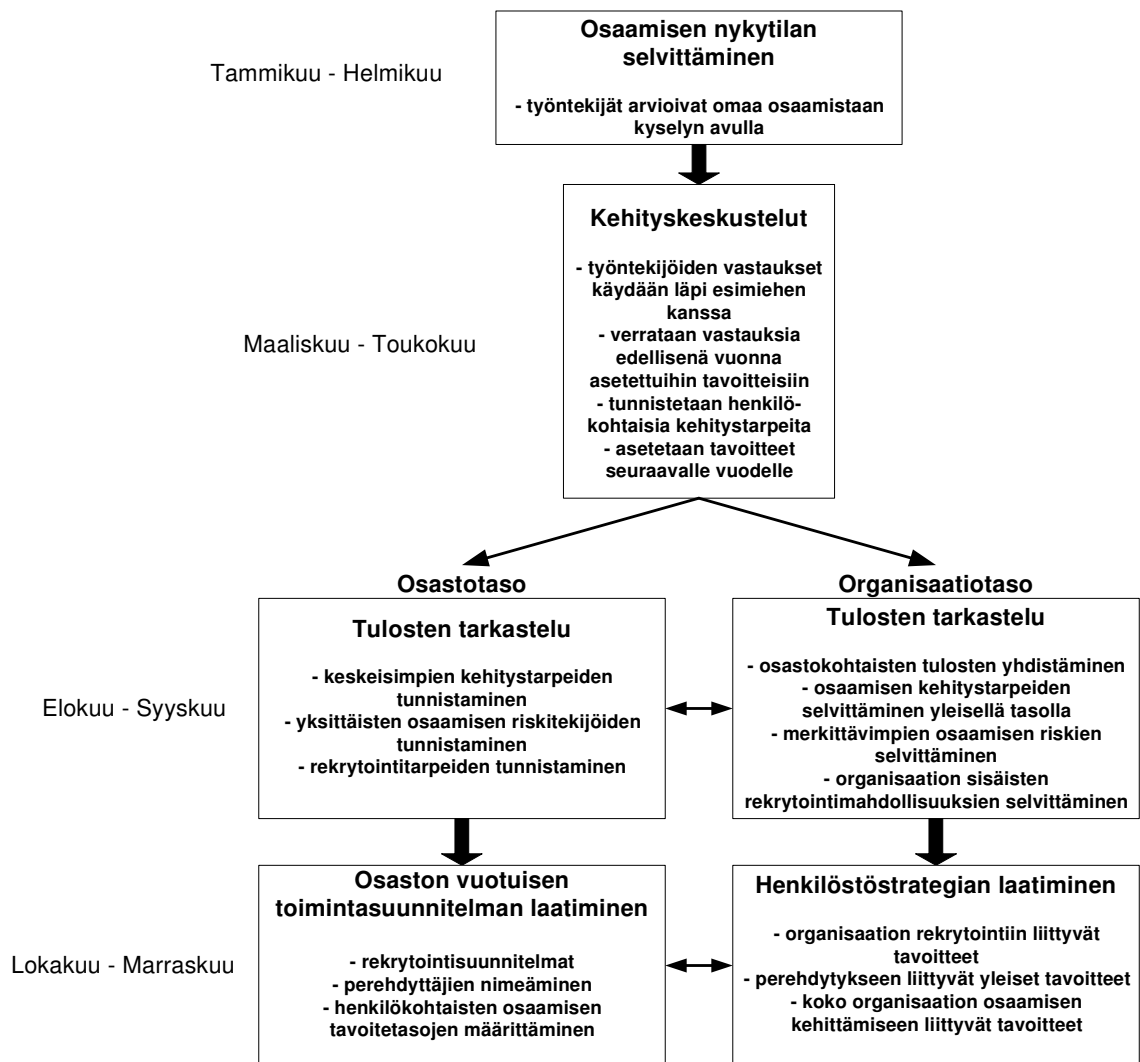 Osaamisen nykytilan
selvittäminen
Tammikuu - Helmikuu
- työntekijät arvioivat omaa osaamistaan
kyselyn avulla
Kehityskeskustelut
- työntekijöiden vastaukset
käydään läpi esimiehen
kanssa
- verrataan vastauksia
edellisenä vuonna
asetettuihin tavoitteisiin
- tunnistetaan henkilö-
kohtaisia kehitystarpeita
- asetetaan tavoitteet
seuraavalle vuodelle
Maaliskuu - Toukokuu
Osastotaso
Tulosten tarkastelu
- keskeisimpien kehitystarpeiden
tunnistaminen
- yksittäisten osaamisen riskitekijöiden
tunnistaminen
- rekrytointitarpeiden tunnistaminen
Organisaatiotaso
Tulosten tarkastelu
- osastokohtaisten tulosten yhdistäminen
- osaamisen kehitystarpeiden
selvittäminen yleisellä tasolla
- merkittävimpien osaamisen riskien
selvittäminen
- organisaation sisäisten
rekrytointimahdollisuuksien selvittäminen
Elokuu - Syyskuu
Osaston vuotuisen
toimintasuunnitelman laatiminen
- rekrytointisuunnitelmat
- perehdyttäjien nimeäminen
- henkilökohtaisten osaamisen
tavoitetasojen määrittäminen
Henkilöstöstrategian laatiminen
- organisaation rekrytointiin liittyvät
tavoitteet
- perehdytykseen liittyvät yleiset tavoitteet
- koko organisaation osaamisen
kehittämiseen liittyvät tavoitteet
Lokakuu - Marraskuu